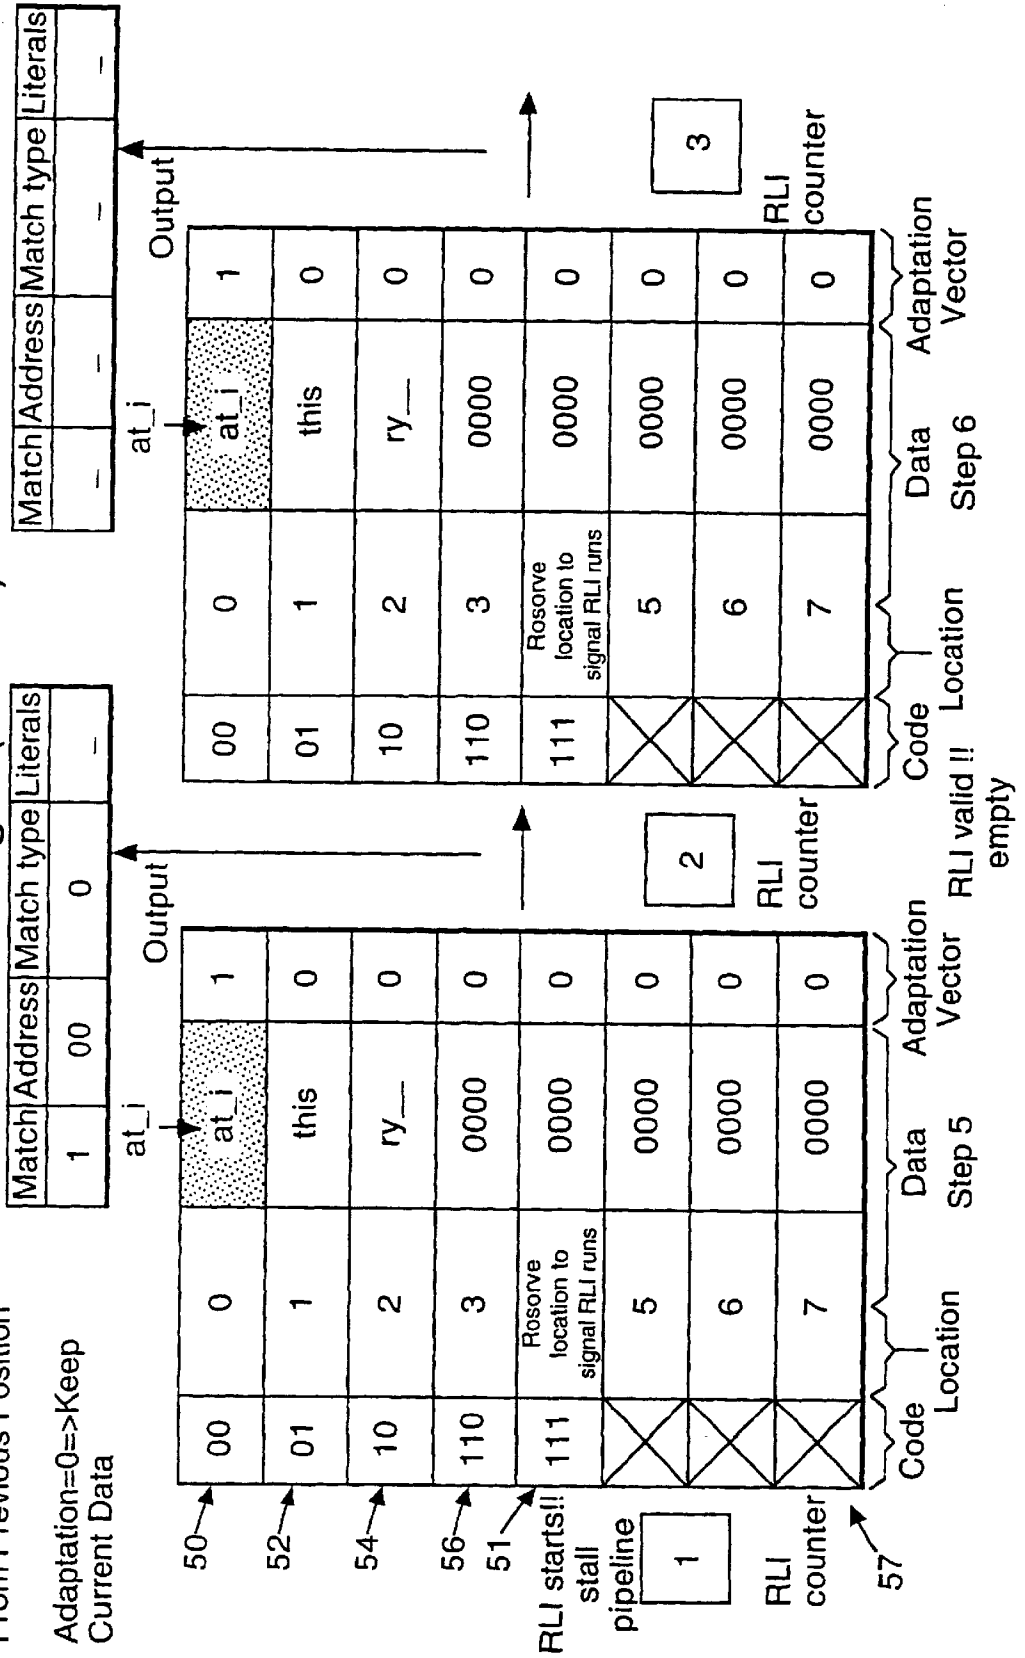 From Previous Position
Adaptation=0=>Keep
Current Data
Match Address Match type Literals
1 00 0 –
at_i
Output
50 00 0 at_i 1
52 01 1 this 0
54 10 2 ry__ 0
56 110 3 0000 0
51 111 Rosorve
location to
signal RLI runs
0000 0
5 0000 0
6 0000 0
7 0000 0
57
RLI starts!!
stall
pipeline
1
RLI
counter
Code Location Data Adaptation
Vector
Step 5
2
RLI
counter
Match Address Match type Literals
– – – –
at_i
Output
00 0 at_i 1
01 1 this 0
10 2 ry__ 0
110 3 0000 0
111 Rosorve
location to
signal RLI runs
0000 0
5 0000 0
6 0000 0
7 0000 0
Code Location Data Adaptation
Vector
RLI valid !!
empty
Step 6
3
RLI
counter